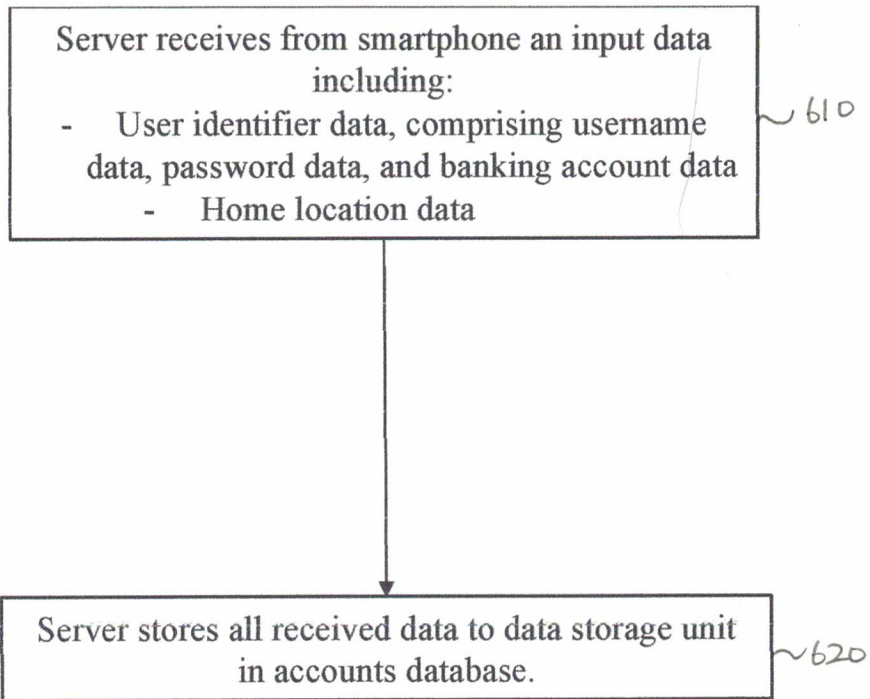 Server receives from smartphone an input data
including:
- User identifier data, comprising username
data, password data, and banking account data
- Home location data
610
Server stores all received data to data storage unit
in accounts database.
620